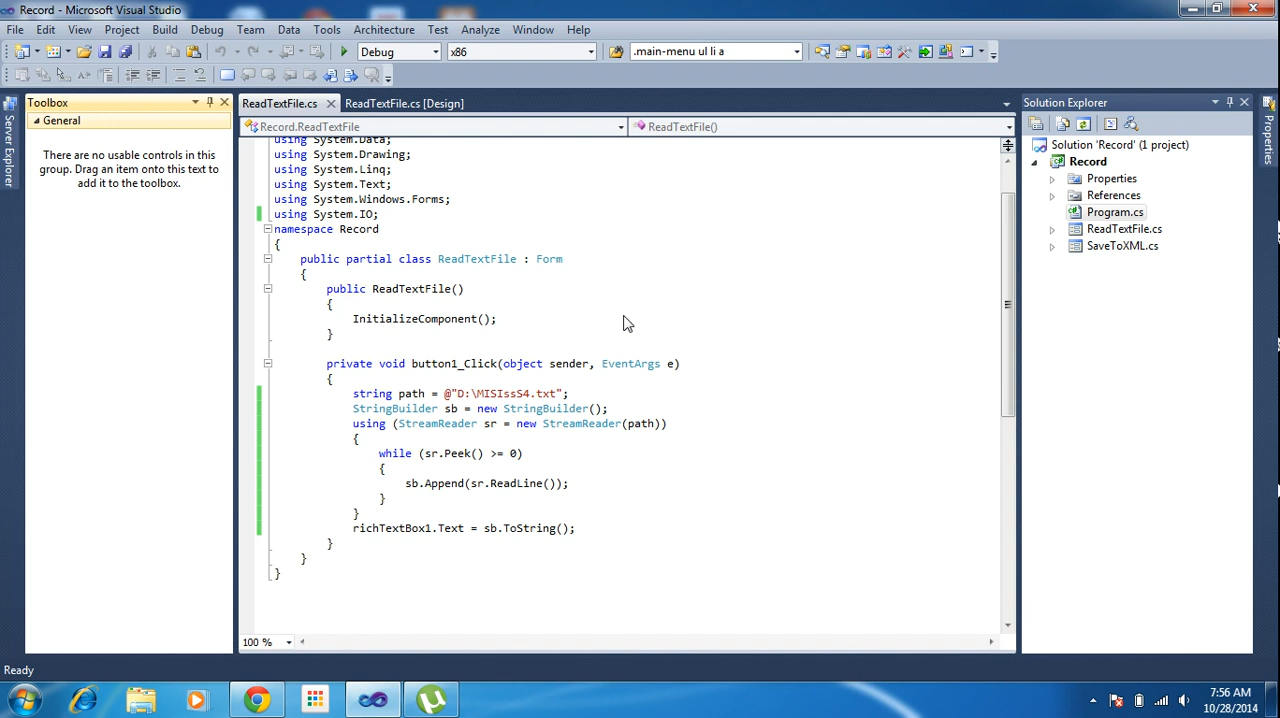 Record - Microsoft Visual Studio
File Edit View Project Build Debug Team Data Tools Architecture Test Analyze Window Help
Debug x86 .main-menu ul li a
Toolbox
General
There are no usable controls in this
group. Drag an item onto this text to
add it to the toolbox.
Server Explorer
ReadTextFile.cs ReadTextFile.cs [Design]
Record.ReadTextFile ReadTextFile()
using System.Data;
using System.Drawing;
using System.Linq;
using System.Text;
using System.Windows.Forms;
using System.IO;
namespace Record
{
public partial class ReadTextFile : Form
{
public ReadTextFile()
{
InitializeComponent();
}
private void button1_Click(object sender, EventArgs e)
{
string path = @"D:\MISIssS4.txt";
StringBuilder sb = new StringBuilder();
using (StreamReader sr = new StreamReader(path))
{
while (sr.Peek() >= 0)
{
sb.Append(sr.ReadLine());
}
}
richTextBox1.Text = sb.ToString();
}
}
}
100 %
Solution Explorer
Solution 'Record' (1 project)
Record
Properties
References
Program.cs
ReadTextFile.cs
SaveToXML.cs
Properties
Ready
7:56 AM
10/28/2014